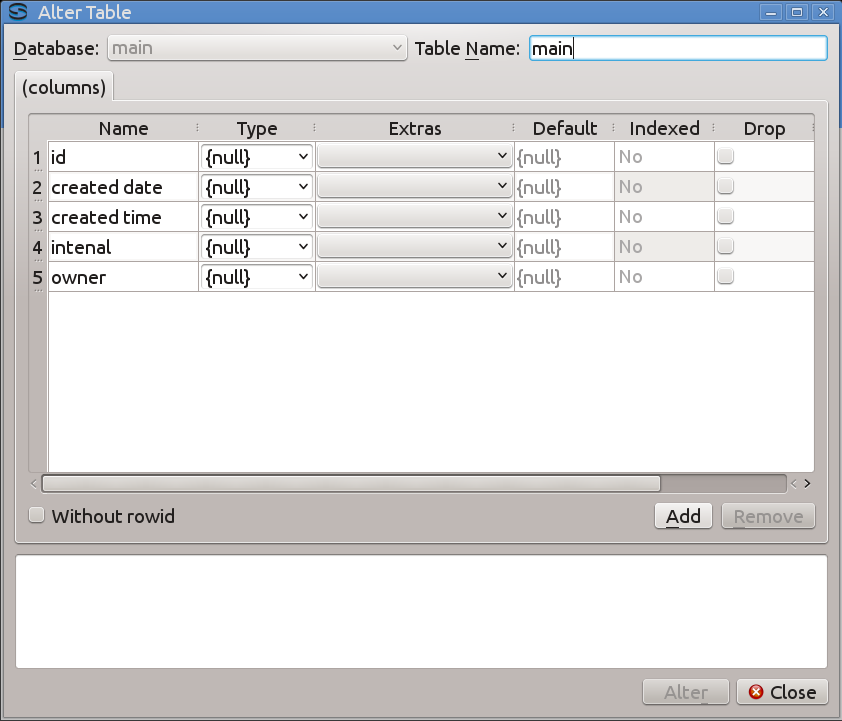 Alter Table
Database: main Table Name: main
(columns)
Name Type Extras Default Indexed Drop
1 id {null} {null} No
2 created date {null} {null} No
3 created time {null} {null} No
4 intenal {null} {null} No
5 owner {null} {null} No
Without rowid Add Remove
Alter Close